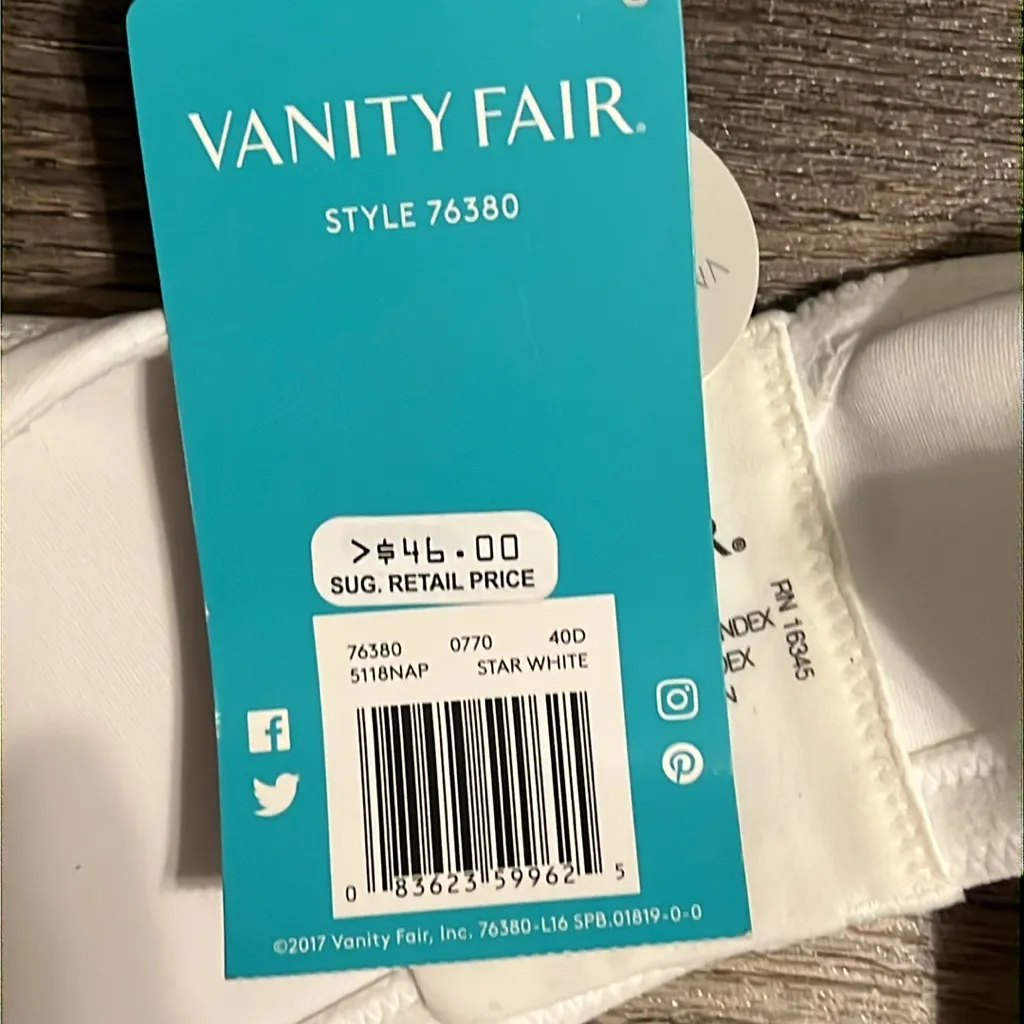 VANITY FAIR®
STYLE 76380
VA
>$46.00
SUG. RETAIL PRICE
76380 0770 40D
5118NAP STAR WHITE
0 83623 59962 5
©2017 Vanity Fair, Inc. 76380-L16 SPB.01819-0-0
R®
NDEX
DEX
N
RN 16345